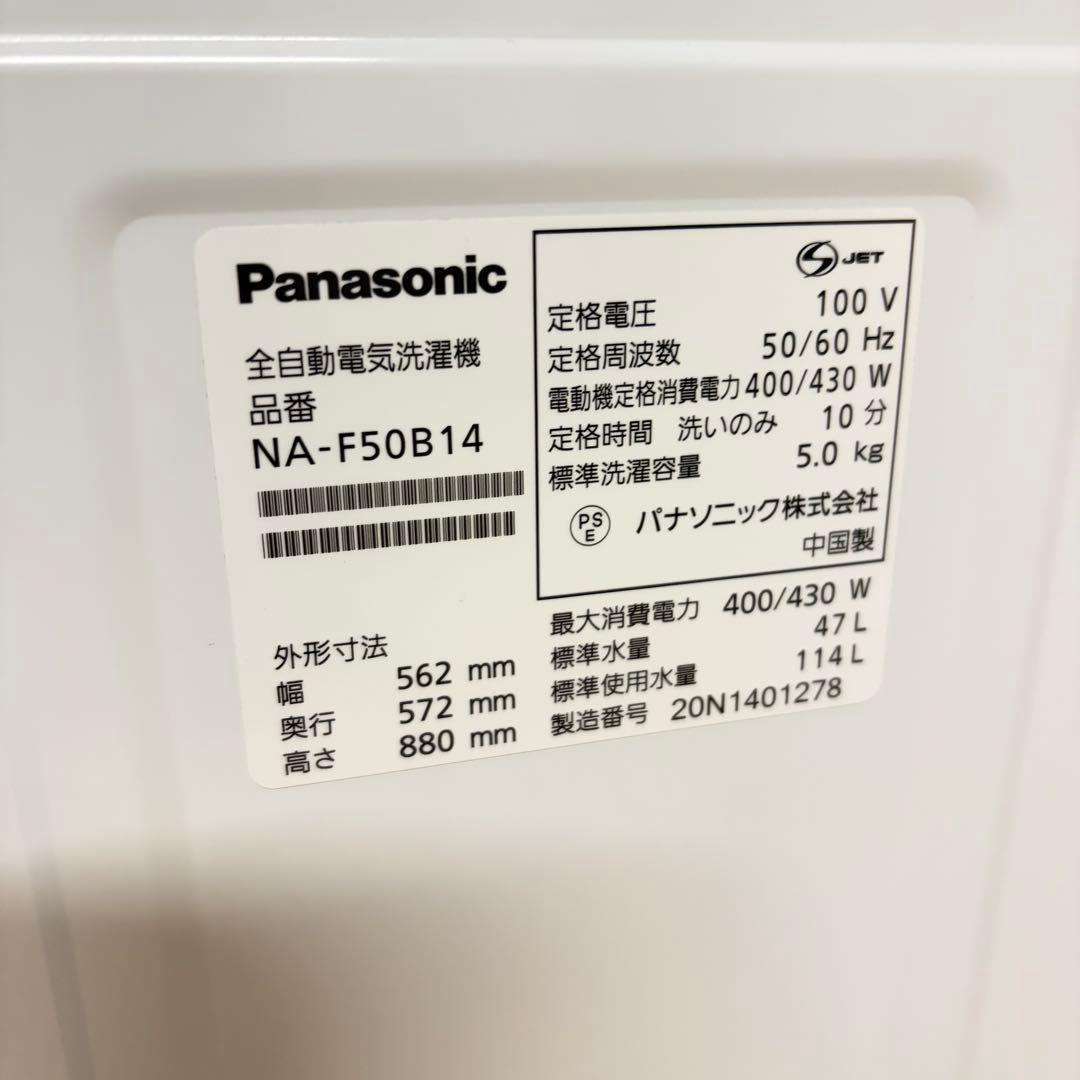 Panasonic
全自動電気洗濯機
品番
NA-F50B14
外形寸法
幅 562 mm
奥行 572 mm
高さ 880 mm
S JET
定格電圧 100 V
定格周波数 50/60 Hz
電動機定格消費電力 400/430 W
定格時間 洗いのみ 10 分
標準洗濯容量 5.0 kg
PS E パナソニック株式会社
中国製
最大消費電力 400/430 W
標準水量 47 L
標準使用水量 114 L
製造番号 20N1401278